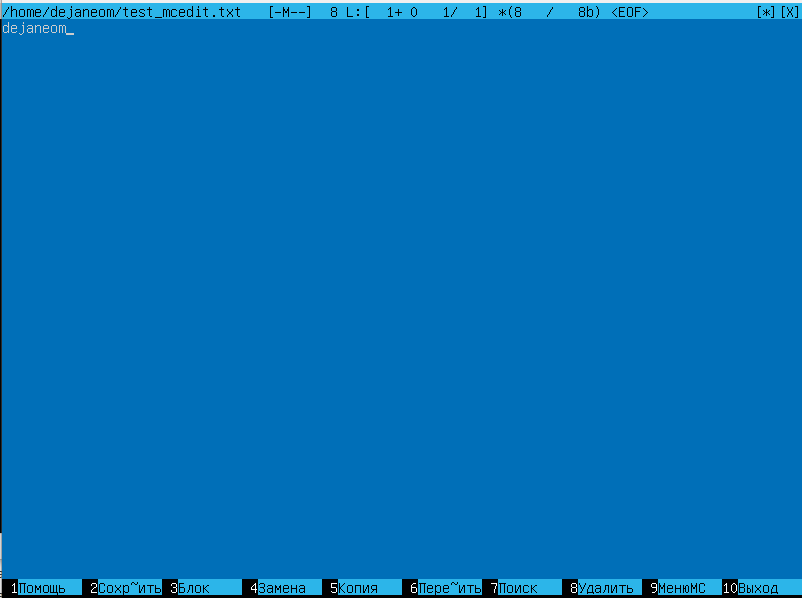 /home/dejaneom/test_mcedit.txt [-M--] 8 L:[ 1+ 0 1/ 1] *(8 / 8b) <EOF> [*][X]
dejaneom_
1Помощь 2Сохр~ить 3Блок 4Замена 5Копия 6Пере~ить 7Поиск 8Удалить 9МенюMC 10Выход